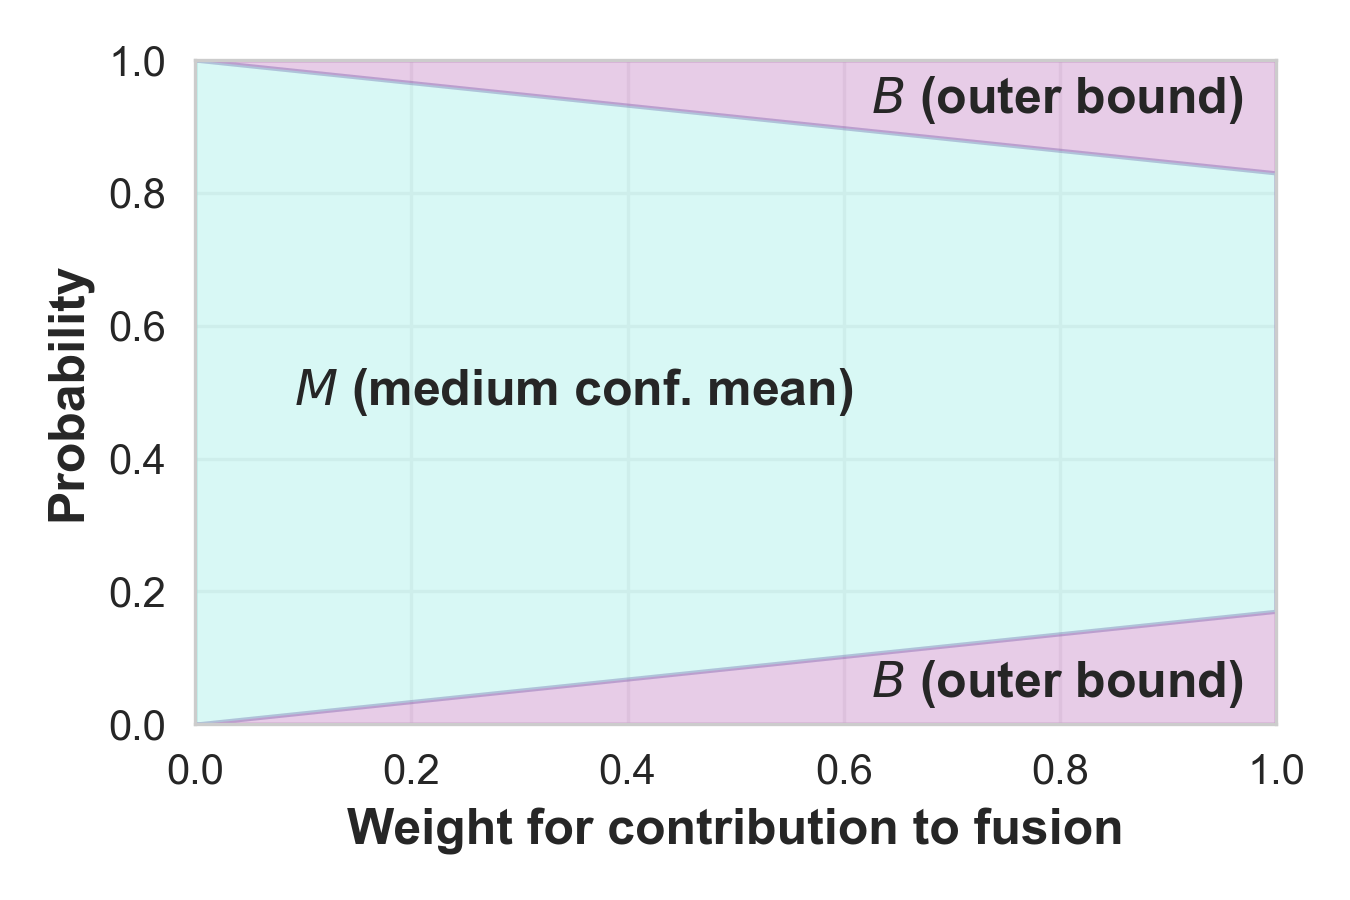 1.0
B (outer bound)
0.8
Probability
0.6
M (medium conf. mean)
0.4
0.2
B (outer bound)
0.0
0.0 0.2 0.4 0.6 0.8 1.0
Weight for contribution to fusion